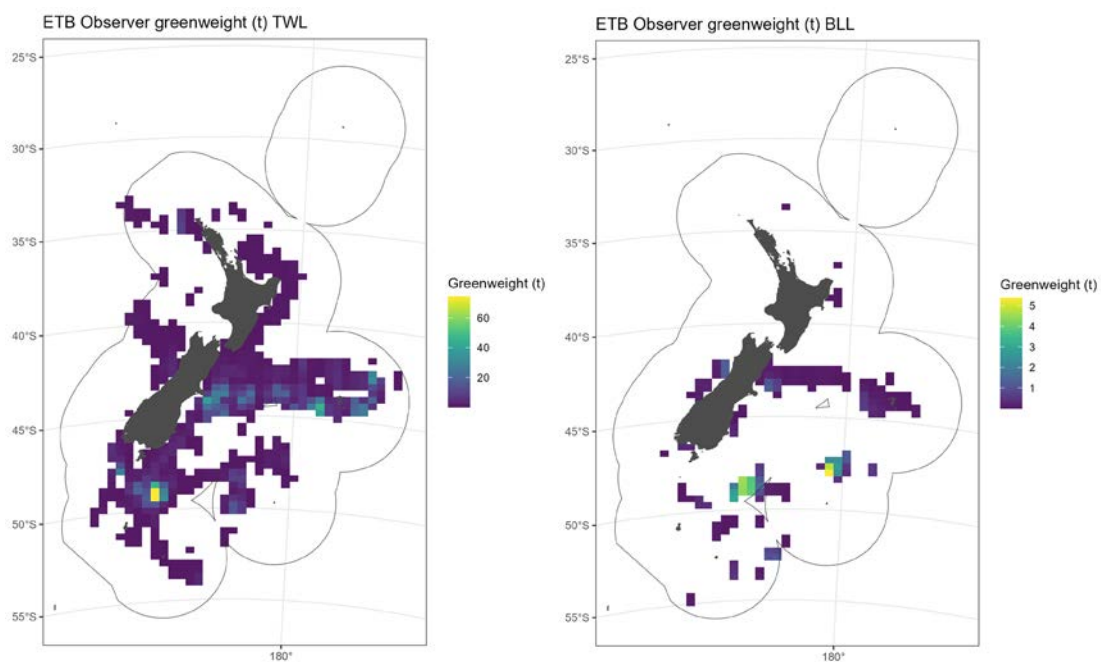 ETB Observer greenweight (t) TWL
25°S
30°S
35°S
40°S
45°S
50°S
55°S
180°
Greenweight (t)
60
40
20
ETB Observer greenweight (t) BLL
25°S
30°S
35°S
40°S
45°S
50°S
55°S
180°
Greenweight (t)
5
4
3
2
1